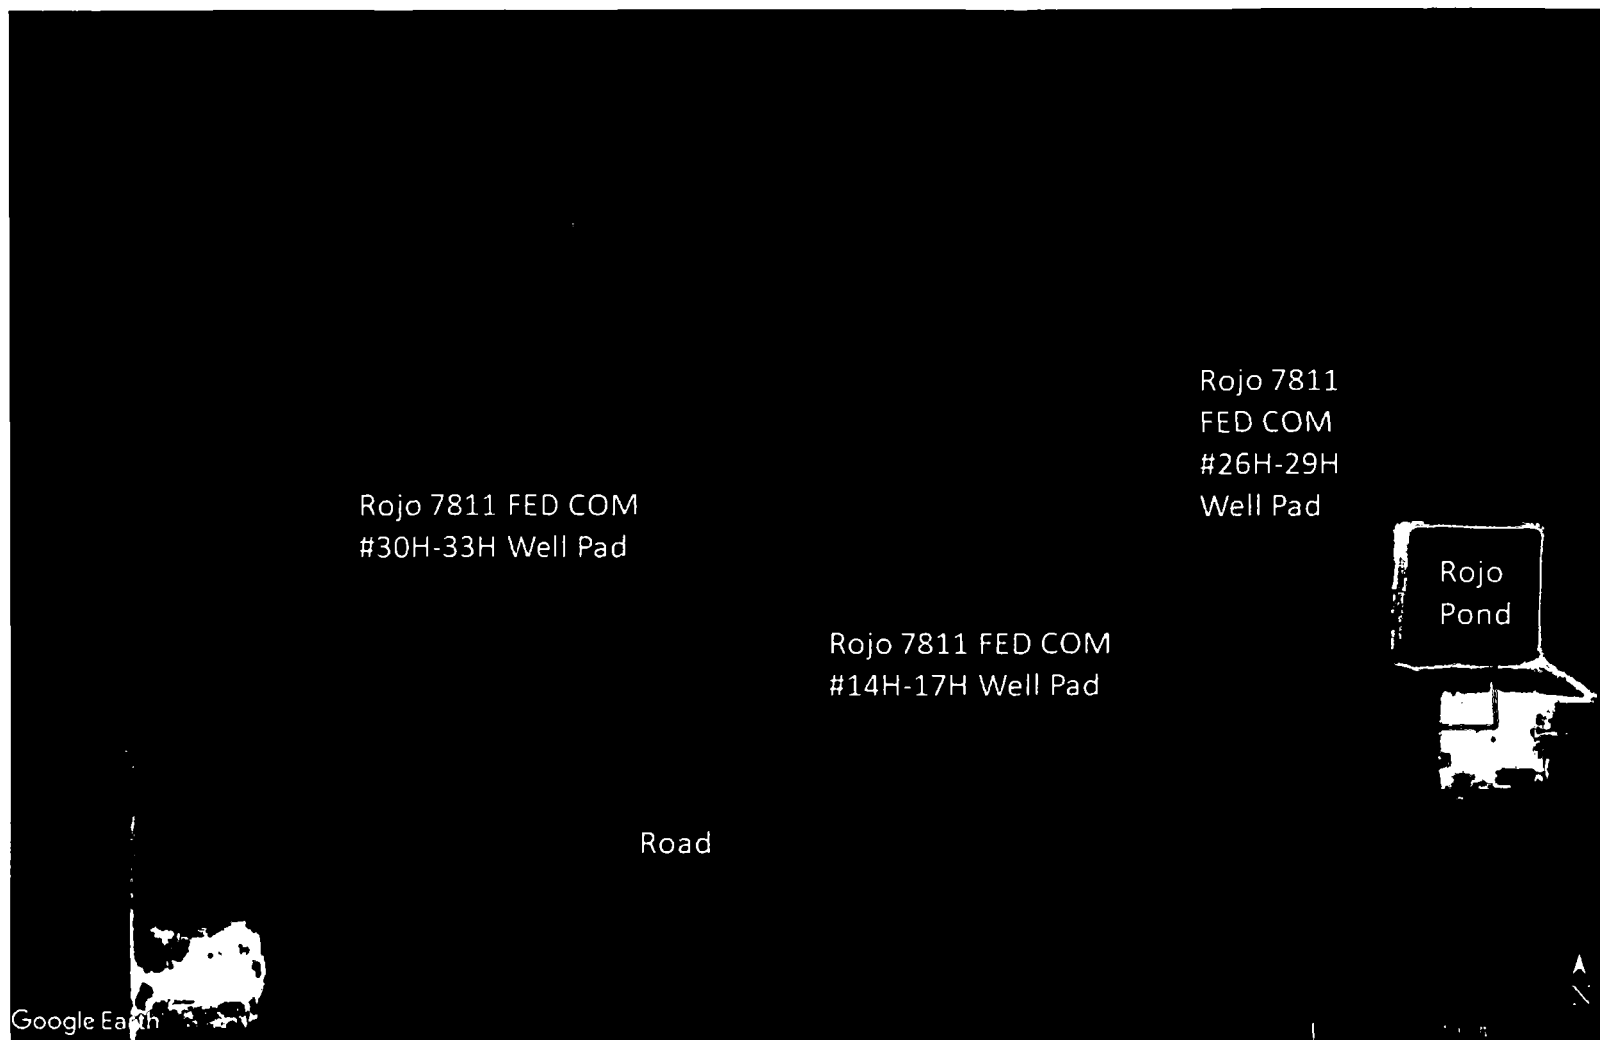 Rojo 7811
FED COM
#26H-29H
Well Pad
Rojo 7811 FED COM
#30H-33H Well Pad
Rojo
Pond
Rojo 7811 FED COM
#14H-17H Well Pad
Road
Google Earth
N